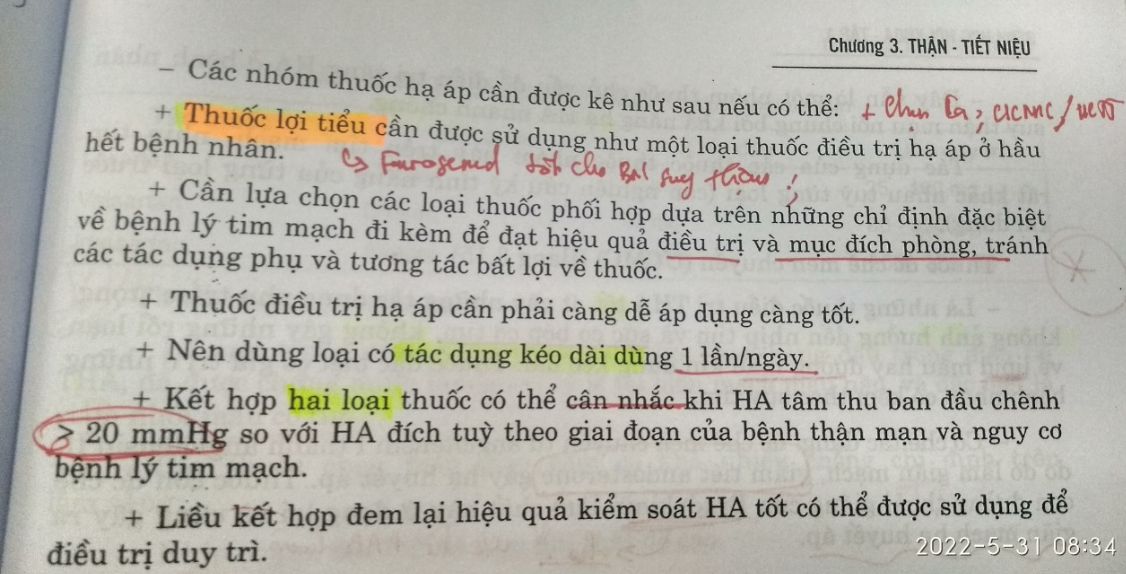 Chương 3. THẬN - TIẾT NIỆU
– Các nhóm thuốc hạ áp cần được kê như sau nếu có thể:
+ Thuốc lợi tiểu cần được sử dụng như một loại thuốc điều trị hạ áp ở hầu
hết bệnh nhân.
tốt cho BN suy thận
+ Cần lựa chọn các loại thuốc phối hợp dựa trên những chỉ định đặc biệt
về bệnh lý tim mạch đi kèm để đạt hiệu quả điều trị và mục đích phòng, tránh
các tác dụng phụ và tương tác bất lợi về thuốc.
+ Thuốc điều trị hạ áp cần phải càng dễ áp dụng càng tốt.
+ Nên dùng loại có tác dụng kéo dài dùng 1 lần/ngày.
+ Kết hợp hai loại thuốc có thể cân nhắc khi HA tâm thu ban đầu chênh
> 20 mmHg so với HA đích tuỳ theo giai đoạn của bệnh thận mạn và nguy cơ
bệnh lý tim mạch.
+ Liều kết hợp đem lại hiệu quả kiểm soát HA tốt có thể được sử dụng để
điều trị duy trì.
2022-5-31 08:34